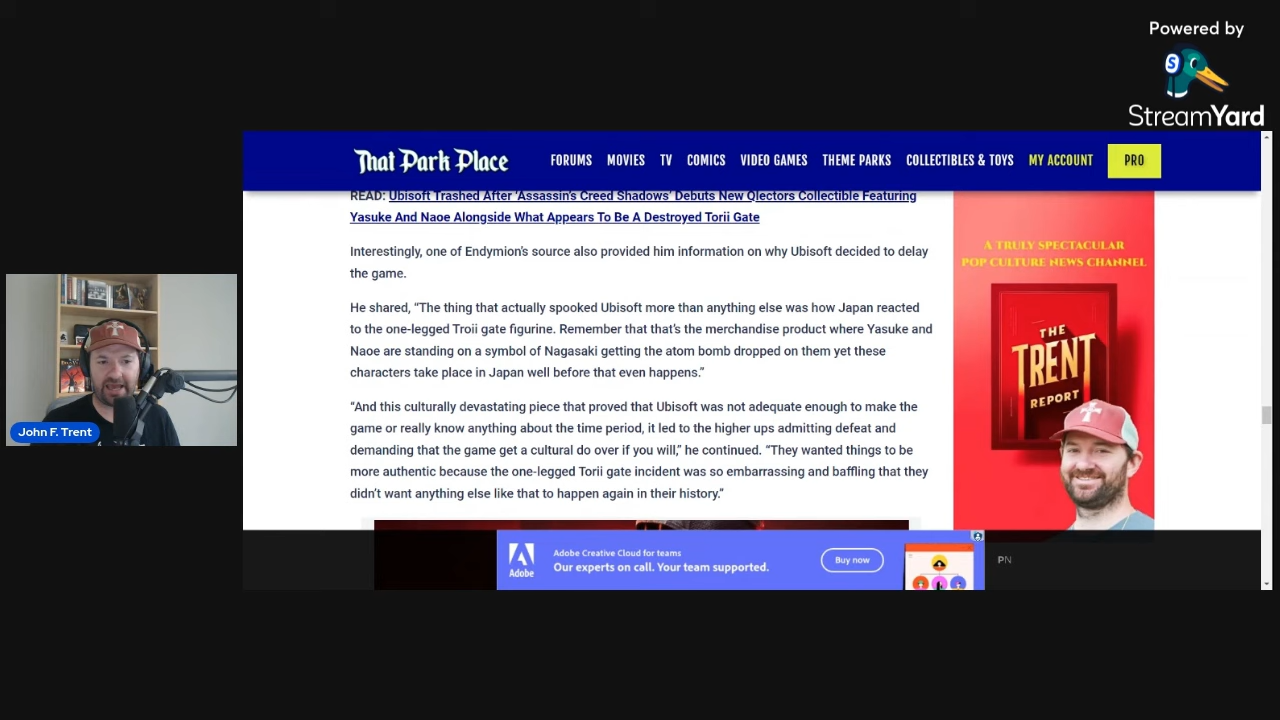 Powered by
S
StreamYard
That Park Place
FORUMS MOVIES TV COMICS VIDEO GAMES THEME PARKS COLLECTIBLES & TOYS MY ACCOUNT PRO
READ: Ubisoft Trashed After 'Assassin's Creed Shadows' Debuts New Qlectors Collectible Featuring
Yasuke And Naoe Alongside What Appears To Be A Destroyed Torii Gate
Interestingly, one of Endymion's source also provided him information on why Ubisoft decided to delay
the game.
He shared, "The thing that actually spooked Ubisoft more than anything else was how Japan reacted
to the one-legged Troii gate figurine. Remember that that's the merchandise product where Yasuke and
Naoe are standing on a symbol of Nagasaki getting the atom bomb dropped on them yet these
characters take place in Japan well before that even happens."
"And this culturally devastating piece that proved that Ubisoft was not adequate enough to make the
game or really know anything about the time period, it led to the higher ups admitting defeat and
demanding that the game get a cultural do over if you will," he continued. "They wanted things to be
more authentic because the one-legged Torii gate incident was so embarrassing and baffling that they
didn't want anything else like that to happen again in their history."
A TRULY SPECTACULAR
POP CULTURE NEWS CHANNEL
THE
TRENT
REPORT
John F. Trent
Adobe
Adobe Creative Cloud for teams
Our experts on call. Your team supported.
Buy now
PN